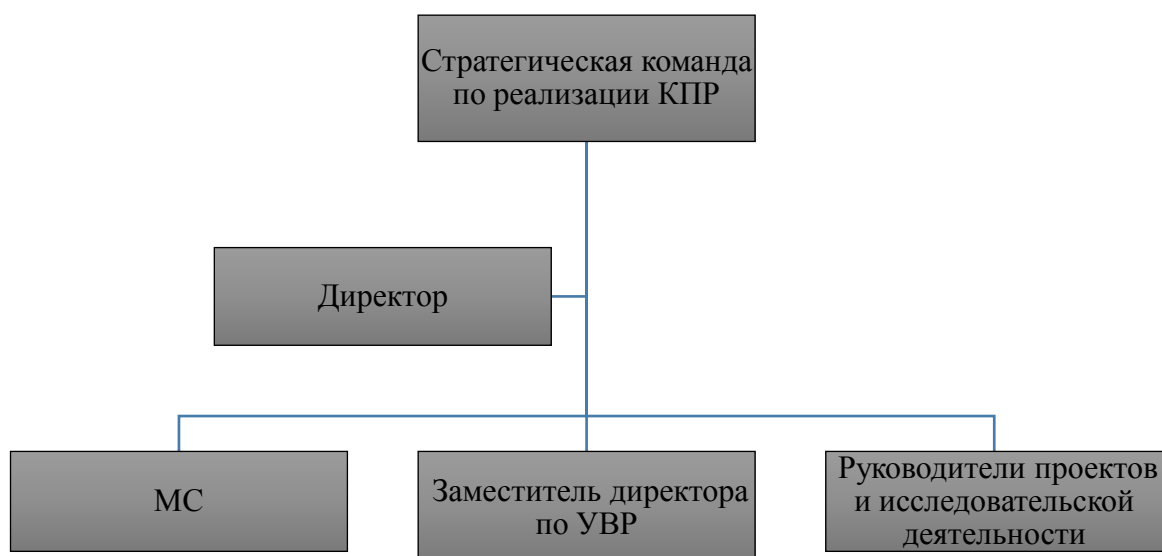 Стратегическая команда
по реализации КПР
Директор
МС
Заместитель директора
по УВР
Руководители проектов
и исследовательской
деятельности